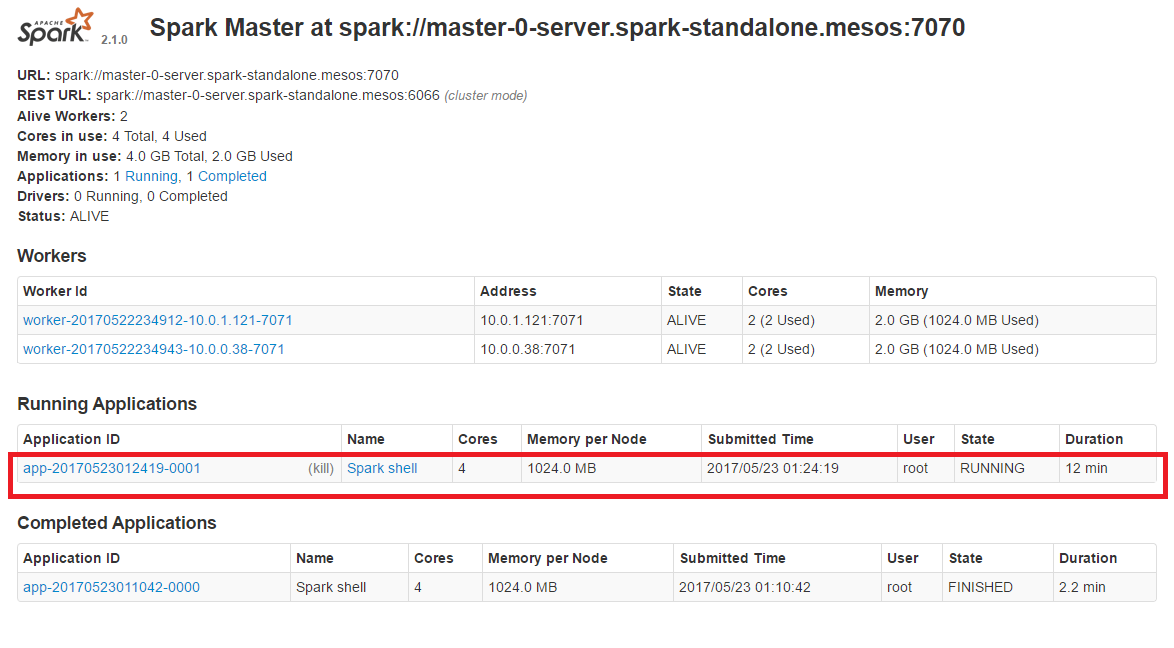 APACHE
Spark 2.1.0 Spark Master at spark://master-0-server.spark-standalone.mesos:7070
URL: spark://master-0-server.spark-standalone.mesos:7070
REST URL: spark://master-0-server.spark-standalone.mesos:6066 (cluster mode)
Alive Workers: 2
Cores in use: 4 Total, 4 Used
Memory in use: 4.0 GB Total, 2.0 GB Used
Applications: 1 Running, 1 Completed
Drivers: 0 Running, 0 Completed
Status: ALIVE
Workers
Worker Id Address State Cores Memory
worker-20170522234912-10.0.1.121-7071 10.0.1.121:7071 ALIVE 2 (2 Used) 2.0 GB (1024.0 MB Used)
worker-20170522234943-10.0.0.38-7071 10.0.0.38:7071 ALIVE 2 (2 Used) 2.0 GB (1024.0 MB Used)
Running Applications
Application ID Name Cores Memory per Node Submitted Time User State Duration
app-20170523012419-0001 (kill) Spark shell 4 1024.0 MB 2017/05/23 01:24:19 root RUNNING 12 min
Completed Applications
Application ID Name Cores Memory per Node Submitted Time User State Duration
app-20170523011042-0000 Spark shell 4 1024.0 MB 2017/05/23 01:10:42 root FINISHED 2.2 min